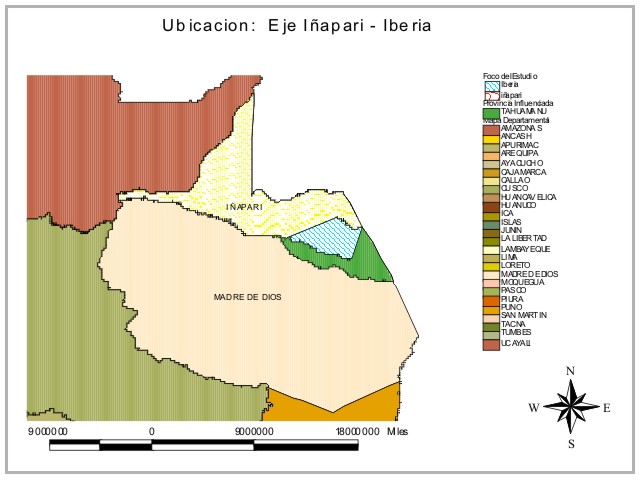 Ubicacion: Eje Iñapari - Iberia
Foco del Estudio
Iberia
iñapari
Provincia Influenciada
TAHUAMANU
Mapa Departamental
AMAZONAS
ANCASH
APURIMAC
AREQUIPA
AYACUCHO
CAJAMARCA
CALLAO
CUSCO
HUANCAVELICA
HUANUCO
ICA
ISLAS
JUNIN
LA LIBERTAD
LAMBAYEQUE
LIMA
LORETO
MADRE DE DIOS
MOQUEGUA
PASCO
PIURA
PUNO
SAN MARTIN
TACNA
TUMBES
UCAYALI
IÑAPARI
MADRE DE DIOS
N
W E
S
9000000 0 9000000 18000000 Miles